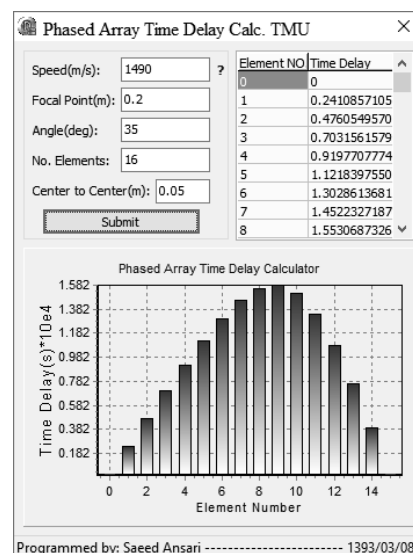 Phased Array Time Delay Calc. TMU
Speed(m/s): 1490 ?
Focal Point(m): 0.2
Angle(deg): 35
No. Elements: 16
Center to Center(m): 0.05
Submit
Element NO Time Delay
0 0
1 0.2410857105
2 0.4760549570
3 0.7031561579
4 0.9197707774
5 1.1218397550
6 1.3028613681
7 1.4522327187
8 1.5530687326
Phased Array Time Delay Calculator
Time Delay(s)*10e4
1.582
1.382
1.182
0.982
0.782
0.582
0.382
0.182
0 2 4 6 8 10 12 14
Element Number
Programmed by: Saeed Ansari ----------------------- 1393/03/08